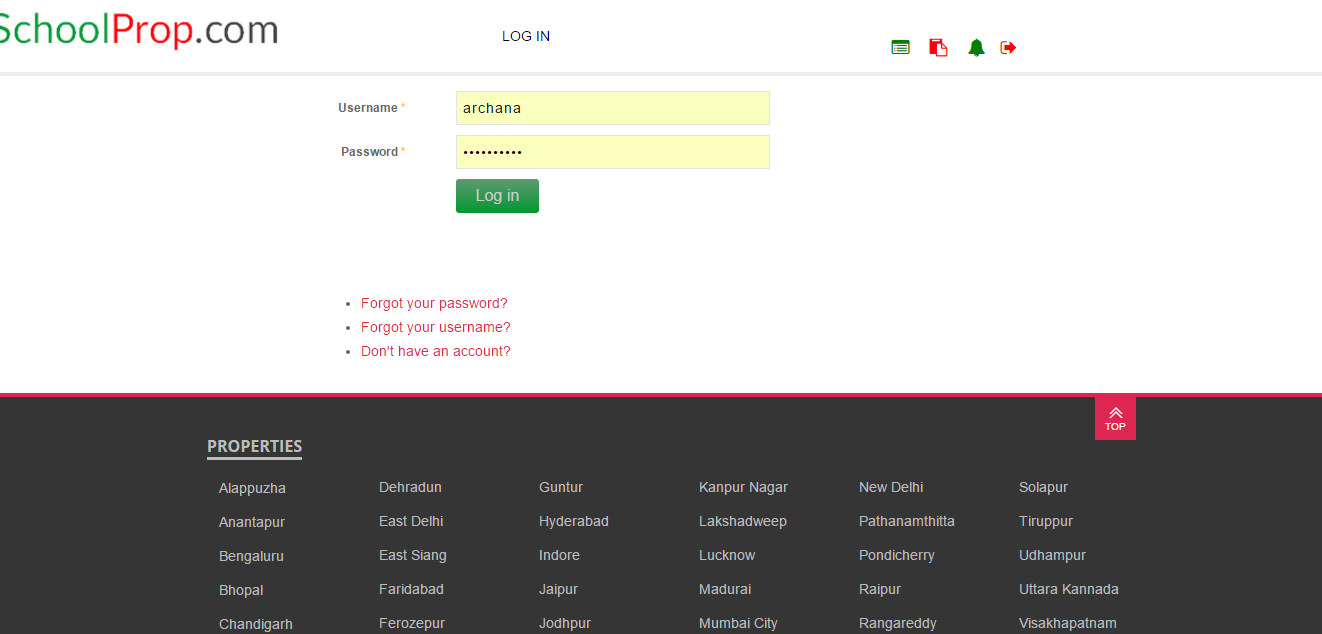 SchoolProp.com
LOG IN
Username *
archana
Password *
••••••••••
Log in
Forgot your password?
Forgot your username?
Don't have an account?
TOP
PROPERTIES
Alappuzha Dehradun Guntur Kanpur Nagar New Delhi Solapur
Anantapur East Delhi Hyderabad Lakshadweep Pathanamthitta Tiruppur
Bengaluru East Siang Indore Lucknow Pondicherry Udhampur
Bhopal Faridabad Jaipur Madurai Raipur Uttara Kannada
Chandigarh Ferozepur Jodhpur Mumbai City Rangareddy Visakhapatnam